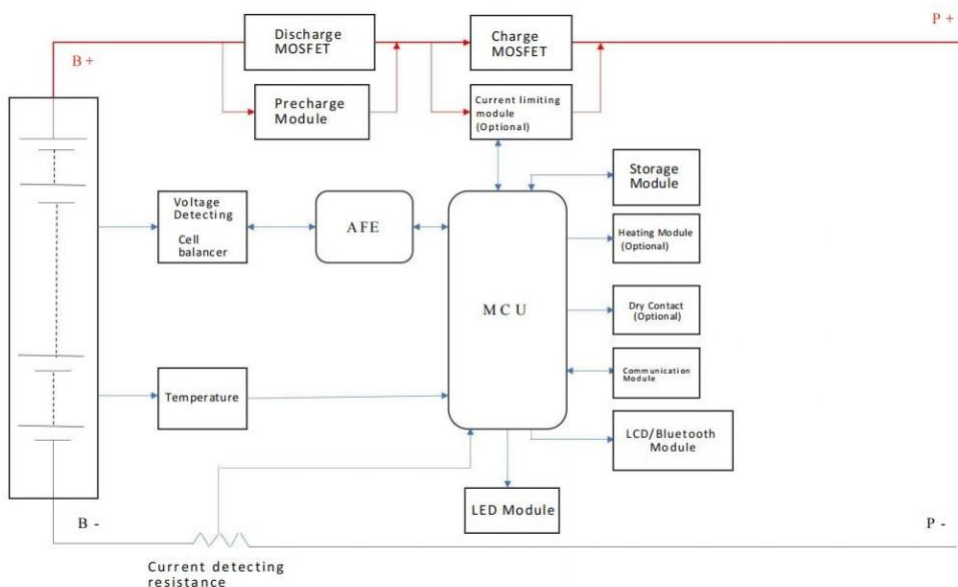 P+
Discharge
MOSFET
Charge
MOSFET
B+
Precharge
Module
Current limiting
module
(Optional)
Storage
Module
Voltage
Detecting
Cell
balancer
AFE
Heating Module
(Optional)
MCU
Dry Contact
(Optional)
Communication
Module
Temperature
LCD/Bluetooth
Module
LED Module
B -
P -
Current detecting
resistance